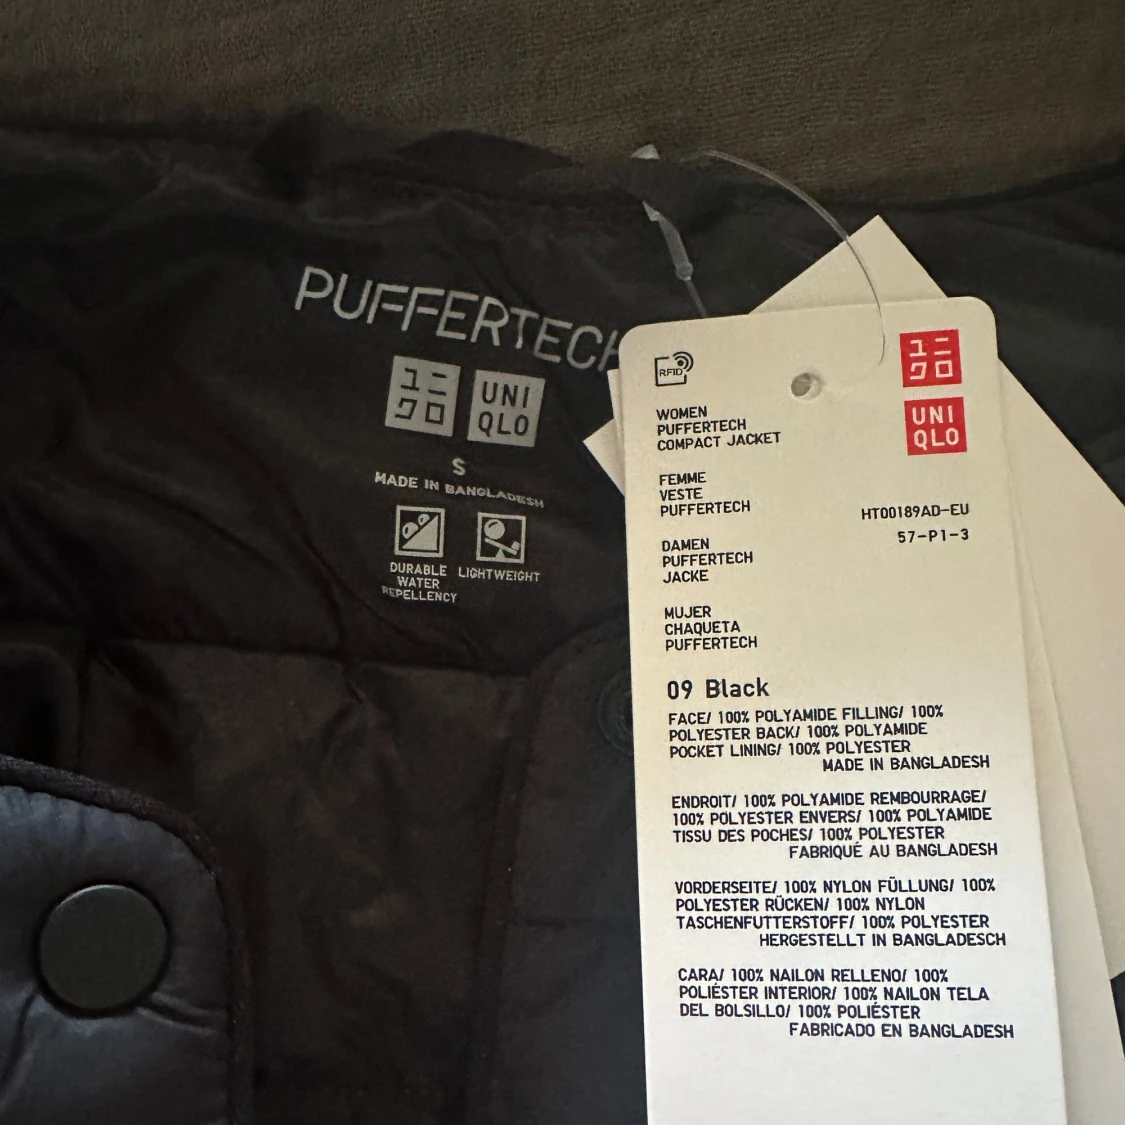 PUFFERTECH
ユニ
クロ
UNI
QLO
S
MADE IN BANGLADESH
DURABLE
WATER
REPELLENCY
LIGHTWEIGHT
RFID
ユニ
クロ
UNI
QLO
WOMEN
PUFFERTECH
COMPACT JACKET
FEMME
VESTE
PUFFERTECH
HT00189AD-EU
57-P1-3
DAMEN
PUFFERTECH
JACKE
MUJER
CHAQUETA
PUFFERTECH
09 Black
FACE/ 100% POLYAMIDE FILLING/ 100%
POLYESTER BACK/ 100% POLYAMIDE
POCKET LINING/ 100% POLYESTER
MADE IN BANGLADESH
ENDROIT/ 100% POLYAMIDE REMBOURRAGE/
100% POLYESTER ENVERS/ 100% POLYAMIDE
TISSU DES POCHES/ 100% POLYESTER
FABRIQUÉ AU BANGLADESH
VORDERSEITE/ 100% NYLON FÜLLUNG/ 100%
POLYESTER RÜCKEN/ 100% NYLON
TASCHENFUTTERSTOFF/ 100% POLYESTER
HERGESTELLT IN BANGLADESCH
CARA/ 100% NAILON RELLENO/ 100%
POLIÉSTER INTERIOR/ 100% NAILON TELA
DEL BOLSILLO/ 100% POLIÉSTER
FABRICADO EN BANGLADESH